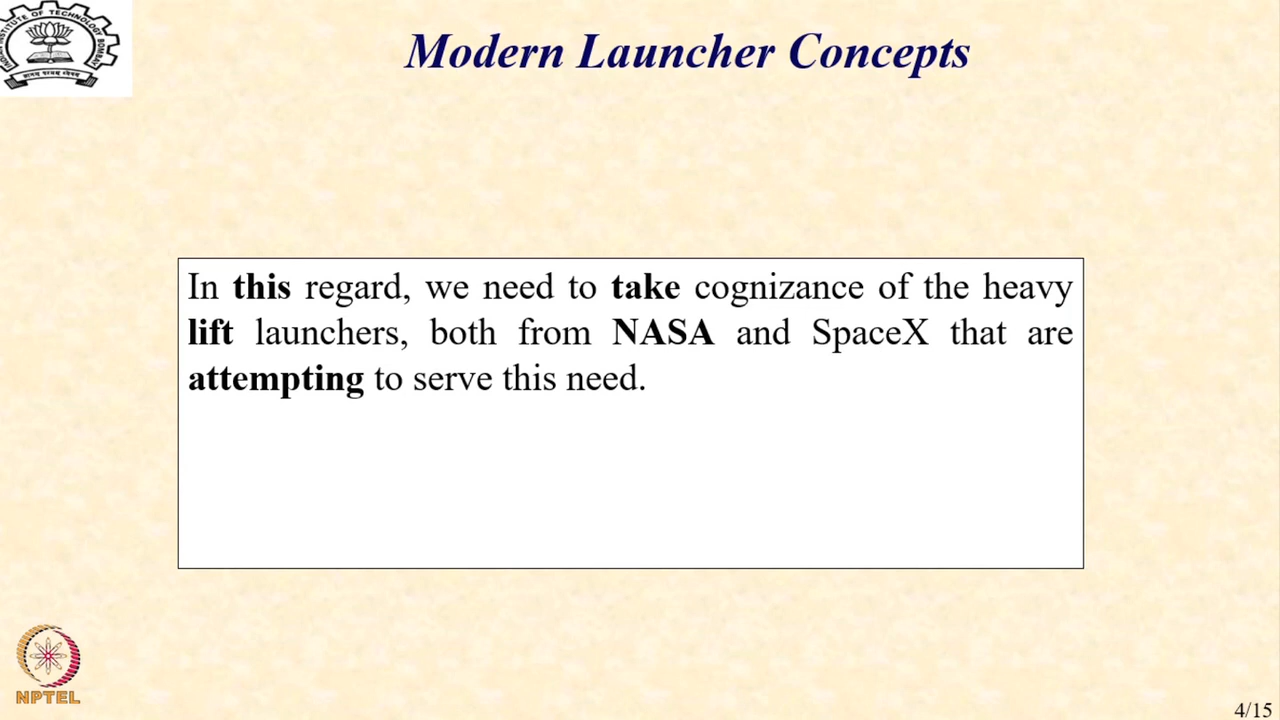 Modern Launcher Concepts
In this regard, we need to take cognizance of the heavy
lift launchers, both from NASA and SpaceX that are
attempting to serve this need.
NPTEL
4/15